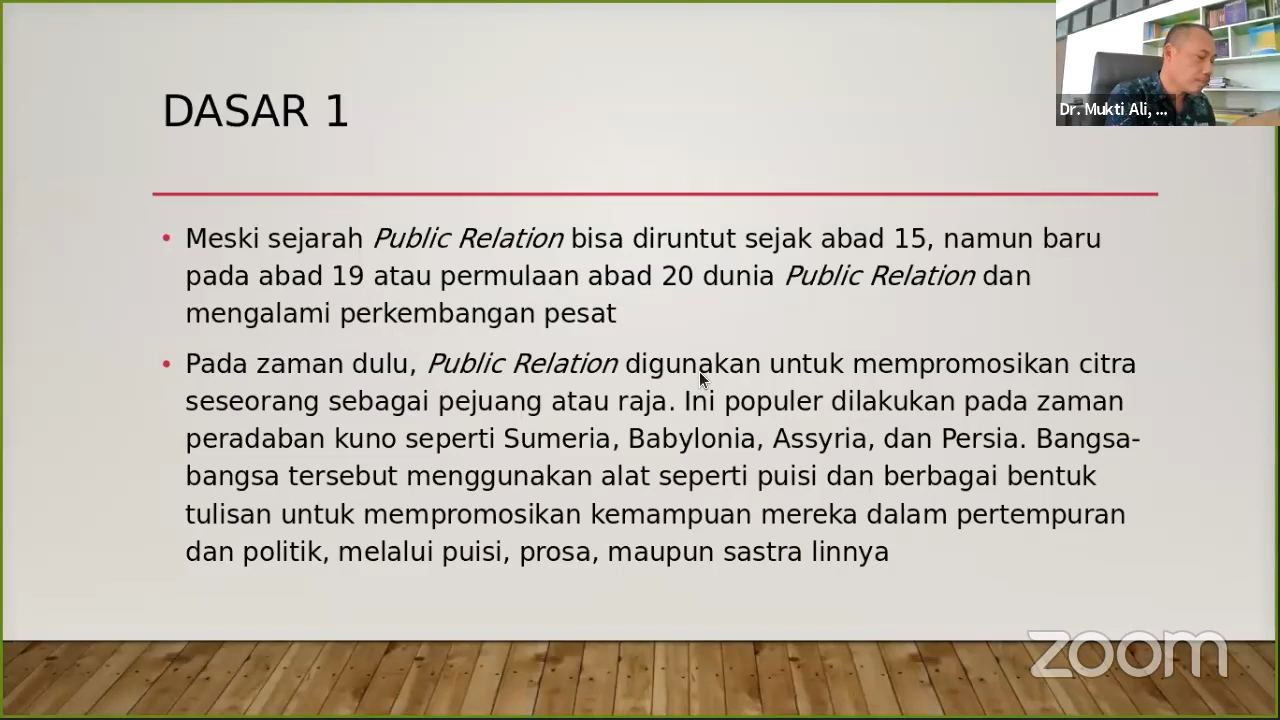 DASAR 1
Dr. Mukti Ali, ...
• Meski sejarah Public Relation bisa diruntut sejak abad 15, namun baru
pada abad 19 atau permulaan abad 20 dunia Public Relation dan
mengalami perkembangan pesat
• Pada zaman dulu, Public Relation digunakan untuk mempromosikan citra
seseorang sebagai pejuang atau raja. Ini populer dilakukan pada zaman
peradaban kuno seperti Sumeria, Babylonia, Assyria, dan Persia. Bangsa-
bangsa tersebut menggunakan alat seperti puisi dan berbagai bentuk
tulisan untuk mempromosikan kemampuan mereka dalam pertempuran
dan politik, melalui puisi, prosa, maupun sastra linnya
zoom